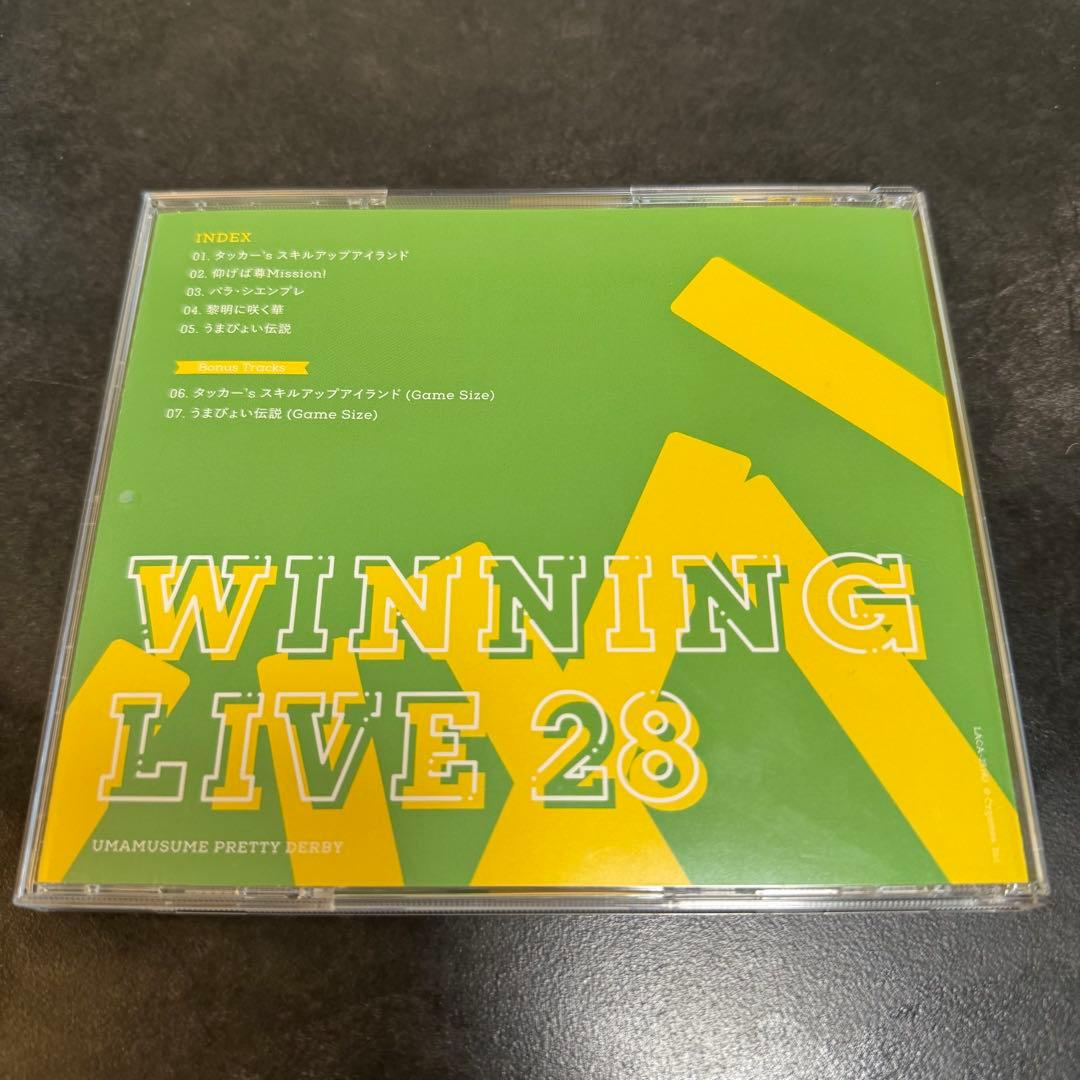 INDEX
01. タッカー's スキルアップアイランド
02. 仰げば尊Mission!
03. パラ・シエンプレ
04. 黎明に咲く華
05. うまぴょい伝説
Bonus Tracks
06. タッカー's スキルアップアイランド (Game Size)
07. うまぴょい伝説 (Game Size)
WINNING
LIVE 28
UMAMUSUME PRETTY DERBY
© Cygames, Inc.